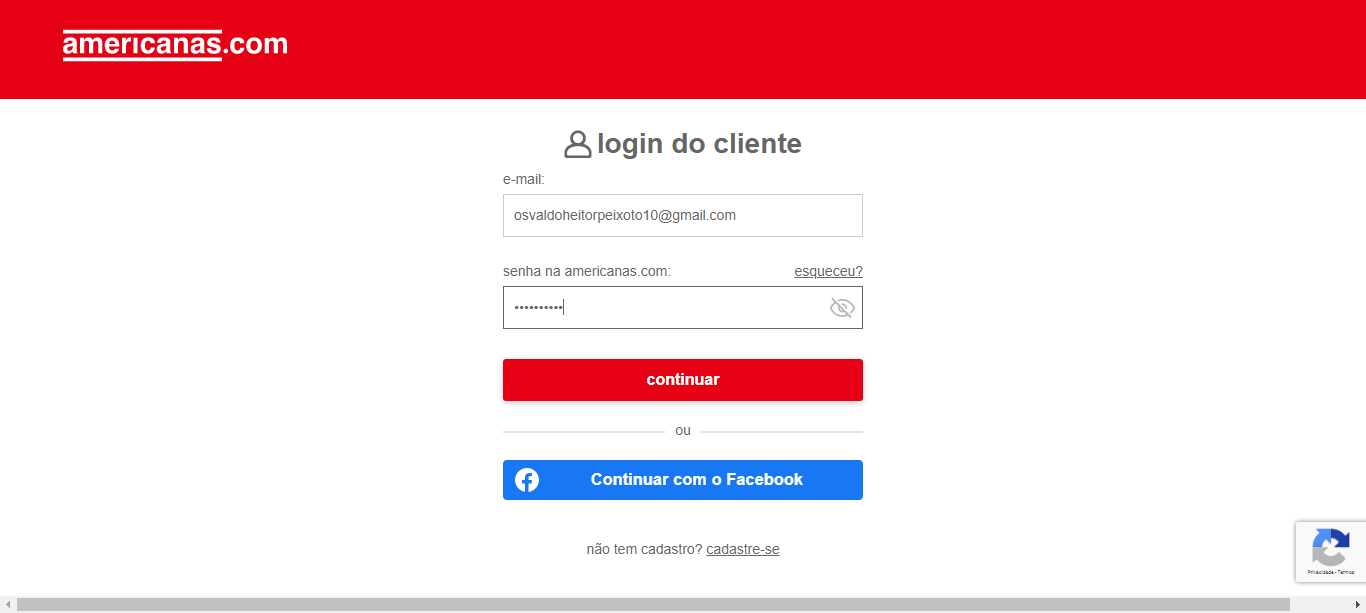 americanas.com
login do cliente
e-mail:
osvaldoheitorpeixoto10@gmail.com
senha na americanas.com: esqueceu?
••••••••••
continuar
ou
Continuar com o Facebook
não tem cadastro? cadastre-se
Privacidade - Termos